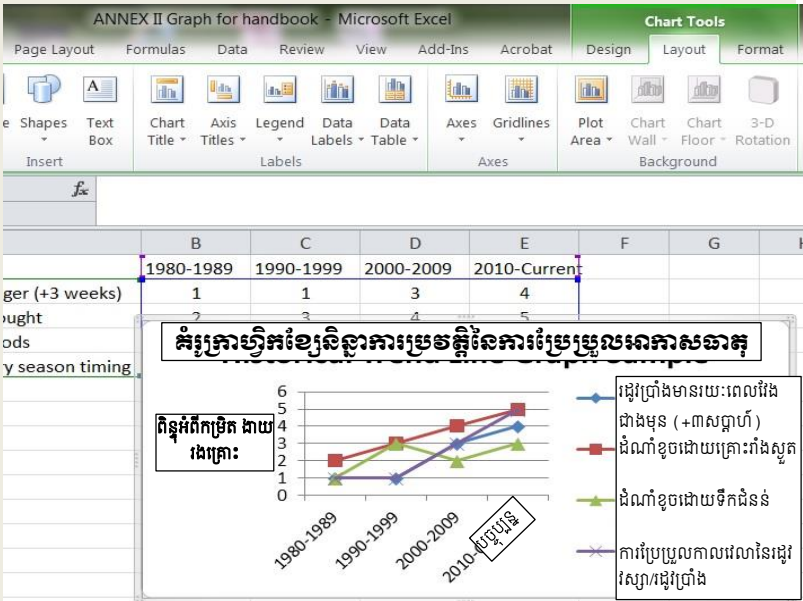 ANNEX II Graph for handbook - Microsoft Excel
Chart Tools
Page Layout Formulas Data Review View Add-Ins Acrobat Design Layout Format
Shapes Text Box Chart Title Axis Titles Legend Data Labels Data Table Axes Gridlines Plot Area Chart Wall Chart Floor 3-D Rotation
Insert Labels Axes Background
fx
B C D E F G
1980-1989 1990-1999 2000-2009 2010-Current
ger (+3 weeks) 1 1 3 4
ught 2 3 4 5
ods
y season timing
គំរូក្រាហ្វិកខ្សែនិន្នាការប្រវត្តិនៃការប្រែប្រួលអាកាសធាតុ
ពិន្ទុអំពីកម្រិត ងាយ
រងគ្រោះ
6
5
4
3
2
1
0
1980-1989
1990-1999
2000-2009
2010-
បច្ចុប្បន្ន
រដូវប្រាំងមានរយៈពេលវែង
ជាងមុន (+៣សប្តាហ៍)
ដំណាំខូចដោយគ្រោះរាំងស្ងួត
ដំណាំខូចដោយទឹកជំនន់
ការប្រែប្រួលកាលវេលានៃរដូវ
វស្សា/រដូវប្រាំង